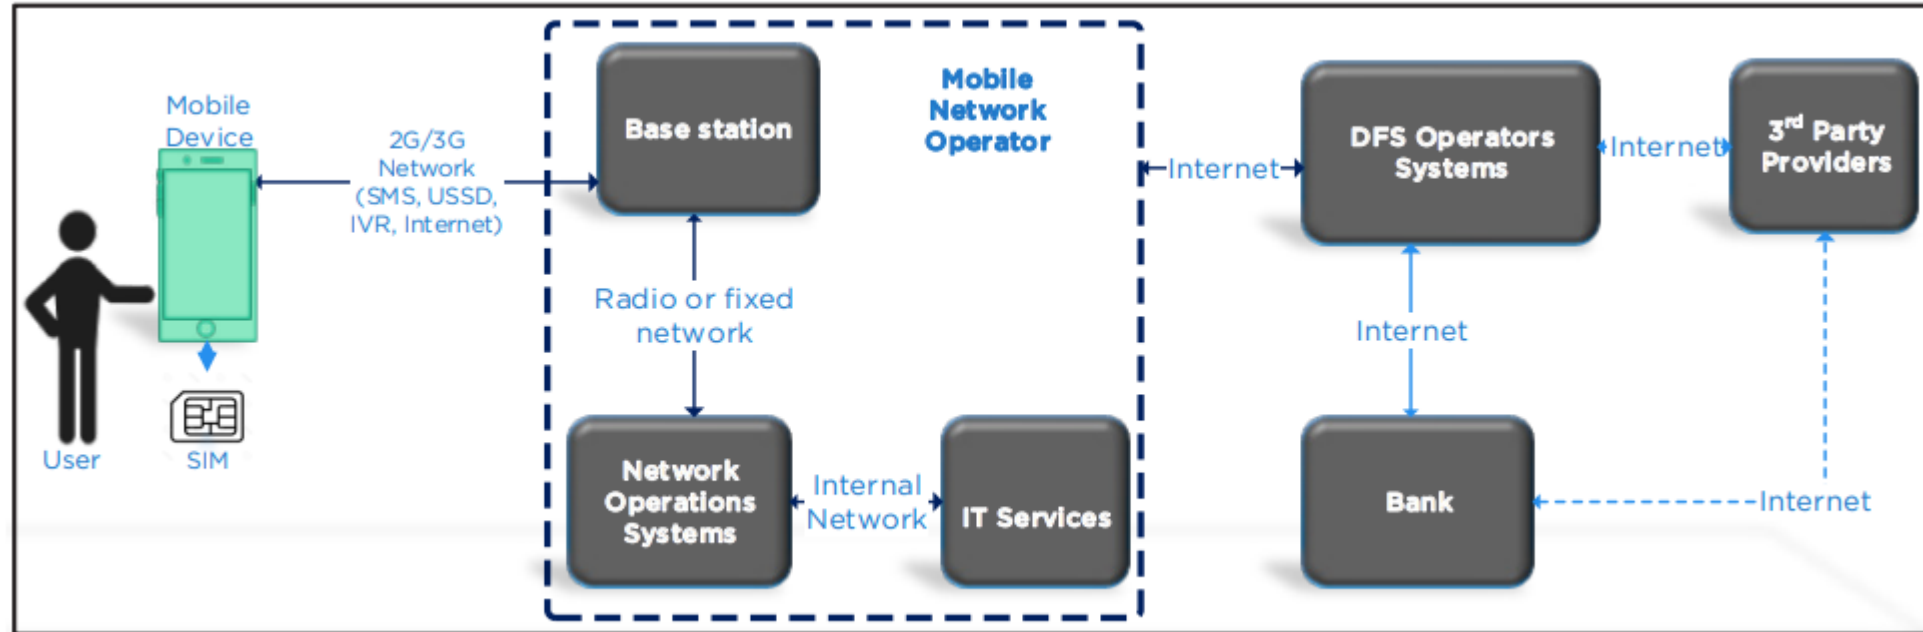 Mobile
Device
User
SIM
2G/3G
Network
(SMS, USSD,
IVR, Internet)
Base station
Mobile
Network
Operator
Radio or fixed
network
Network
Operations
Systems
Internal
Network
IT Services
Internet
DFS Operators
Systems
Internet
3rd Party
Providers
Internet
Bank
Internet